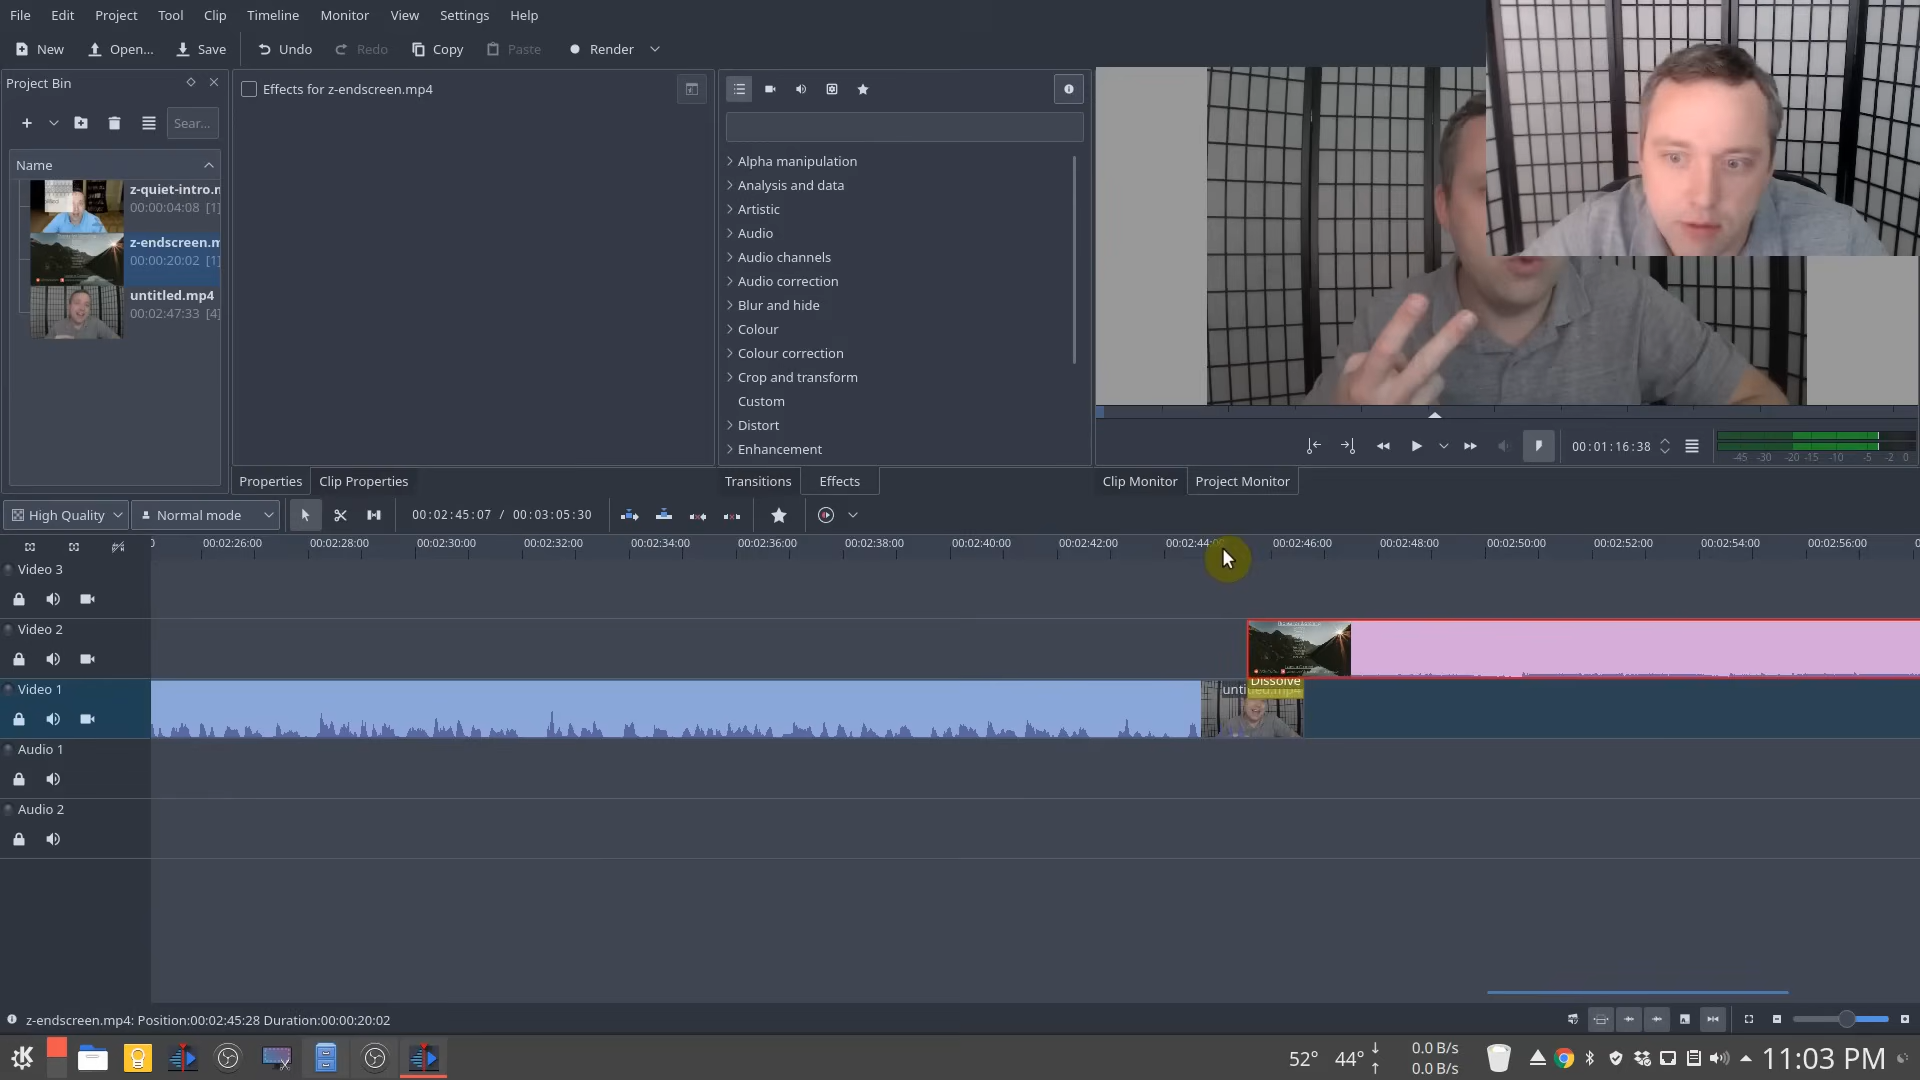 File Edit Project Tool Clip Timeline Monitor View Settings Help
New Open... Save Undo Redo Copy Paste Render
Project Bin
Effects for z-endscreen.mp4
Sear...
Name
z-quiet-intro.n
00:00:04:08 [1]
z-endscreen.m
00:00:20:02 [1]
untitled.mp4
00:02:47:33 [4]
Alpha manipulation
Analysis and data
Artistic
Audio
Audio channels
Audio correction
Blur and hide
Colour
Colour correction
Crop and transform
Custom
Distort
Enhancement
00:01:16:38
-45 -30 -20 -15 -10 -5 -2 0
Properties Clip Properties
Transitions Effects
Clip Monitor Project Monitor
High Quality Normal mode 00:02:45:07 / 00:03:05:30
00:02:26:00 00:02:28:00 00:02:30:00 00:02:32:00 00:02:34:00 00:02:36:00 00:02:38:00 00:02:40:00 00:02:42:00 00:02:44:00 00:02:46:00 00:02:48:00 00:02:50:00 00:02:52:00 00:02:54:00 00:02:56:00
Video 3
Video 2
Video 1
Dissolve
untitled.mp4
Audio 1
Audio 2
z-endscreen.mp4: Position:00:02:45:28 Duration:00:00:20:02
52° 44° 0.0 B/s
0.0 B/s
11:03 PM